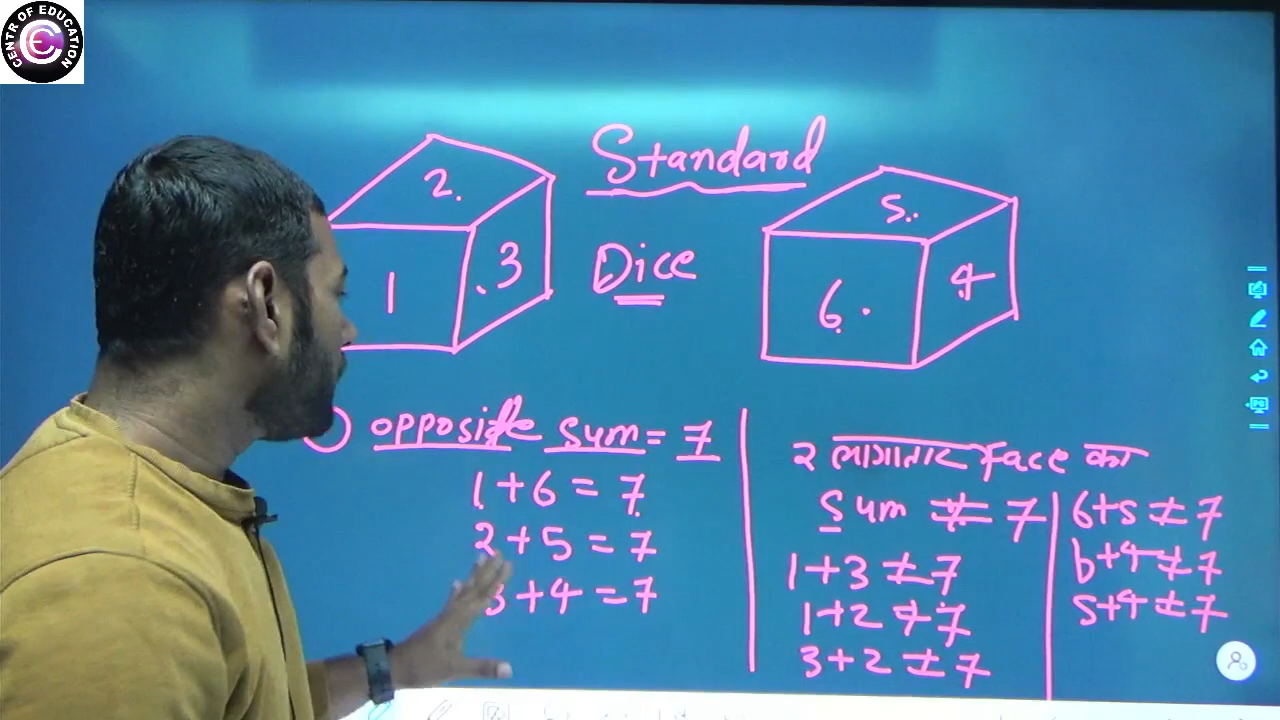 CENTR OF EDUCATION
Standard
Dice
2.
1
.3
5..
6.
4
opposite sum = 7
1+6 = 7
2+5 = 7
3+4 = 7
2 लगातार Face का
Sum ≠ 7
1+3 ≠ 7
1+2 ≠ 7
3+2 ≠ 7
6+5 ≠ 7
6+4 ≠ 7
5+4 ≠ 7